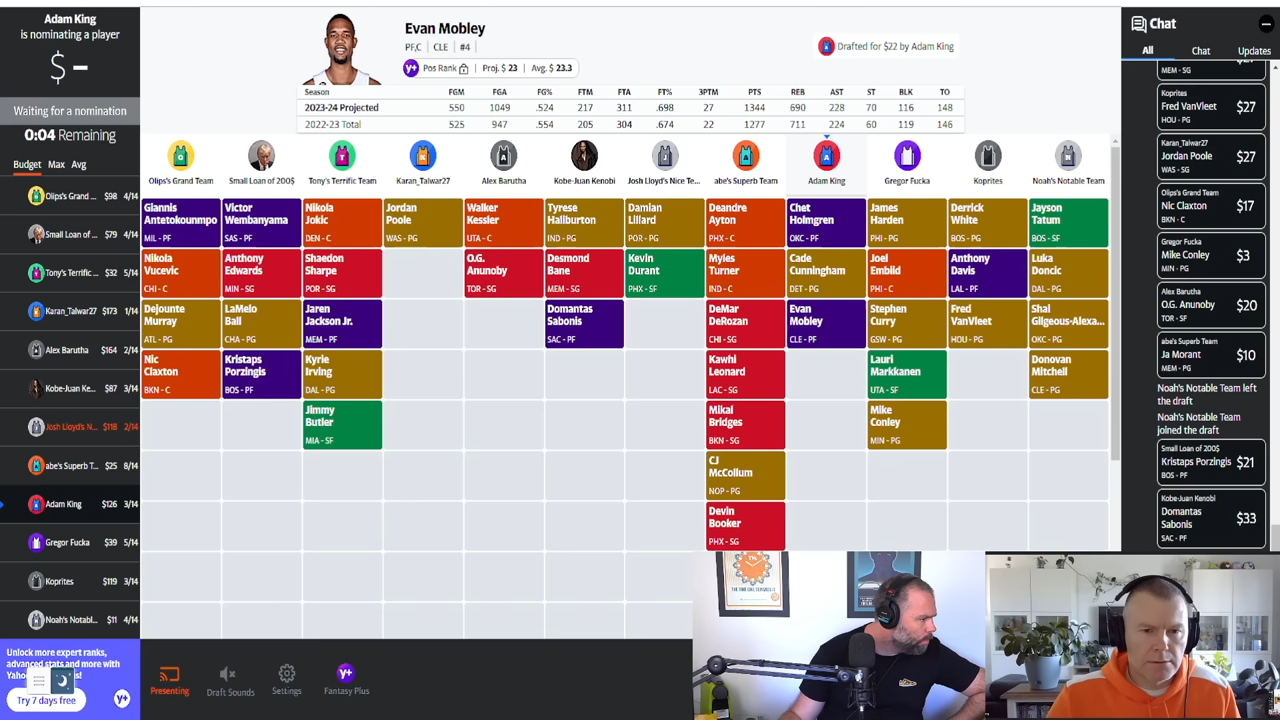 Adam King
is nominating a player
$ –
Waiting for a nomination
0:04 Remaining
Budget Max Avg
Olips's Grand ... $98 4/14
Small Loan of ... $79 4/14
Tony's Terrific ... $32 5/14
Karan_Talwar27 $173 1/14
Alex Barutha $164 2/14
Kobe-Juan Ke... $87 3/14
Josh Lloyd's N... $118 2/14
abe's Superb T... $25 8/14
Adam King $126 3/14
Gregor Fucka $39 5/14
Koprites $119 3/14
Noah's Notabl... $11 4/14
Unlock more expert ranks,
advanced stats and more with
Try 7 days free
Evan Mobley
PF,C CLE #4
Y+ Pos Rank Proj. $ 23 Avg. $ 23.3
Drafted for $22 by Adam King
Season FGM FGA FG% FTM FTA FT% 3PTM PTS REB AST ST BLK TO
2023-24 Projected 550 1049 .524 217 311 .698 27 1344 690 228 70 116 148
2022-23 Total 525 947 .554 205 304 .674 22 1277 711 224 60 119 146
Olips's Grand Team Small Loan of 200$ Tony's Terrific Team Karan_Talwar27 Alex Barutha Kobe-Juan Kenobi Josh Lloyd's Nice Te... abe's Superb Team Adam King Gregor Fucka Koprites Noah's Notable Team
Giannis Victor Nikola Jordan Walker Tyrese Damian Deandre Chet James Derrick Jayson
Antetokounmpo Wembanyama Jokic Poole Kessler Haliburton Lillard Ayton Holmgren Harden White Tatum
MIL - PF SAS - PF DEN - C WAS - PG UTA - C IND - PG POR - PG PHX - C OKC - PF PHI - PG BOS - PG BOS - SF
Nikola Anthony Shaedon O.G. Desmond Kevin Myles Cade Joel Anthony Luka
Vucevic Edwards Sharpe Anunoby Bane Durant Turner Cunningham Embiid Davis Doncic
CHI - C MIN - SG POR - SG TOR - SG MEM - SG PHX - SF IND - C DET - PG PHI - C LAL - PF DAL - PG
Dejounte LaMelo Jaren Domantas DeMar Evan Stephen Fred Shai
Murray Ball Jackson Jr. Sabonis DeRozan Mobley Curry VanVleet Gilgeous-Alexa...
ATL - PG CHA - PG MEM - PF SAC - PF CHI - SG CLE - PF GSW - PG HOU - PG OKC - PG
Nic Kristaps Kyrie Kawhi Lauri Donovan
Claxton Porzingis Irving Leonard Markkanen Mitchell
BKN - C BOS - PF DAL - PG LAC - SG UTA - SF CLE - PG
Jimmy Mikal Mike
Butler Bridges Conley
MIA - SF BKN - SG MIN - PG
CJ
McCollum
NOP - PG
Devin
Booker
PHX - SG
Presenting Draft Sounds Settings Fantasy Plus
Chat
All Chat Updates
MEM - SG
Koprites
Fred VanVleet $27
HOU - PG
Karan_Talwar27
Jordan Poole $27
WAS - SG
Olips's Grand Team
Nic Claxton $17
BKN - C
Gregor Fucka
Mike Conley $3
MIN - PG
Alex Barutha
O.G. Anunoby $20
TOR - SF
abe's Superb Team
Ja Morant $10
MEM - PG
Noah's Notable Team left
the draft
Noah's Notable Team
joined the draft
Small Loan of 200$
Kristaps Porzingis $21
BOS - PF
Kobe-Juan Kenobi
Domantas
Sabonis $33
SAC - PF